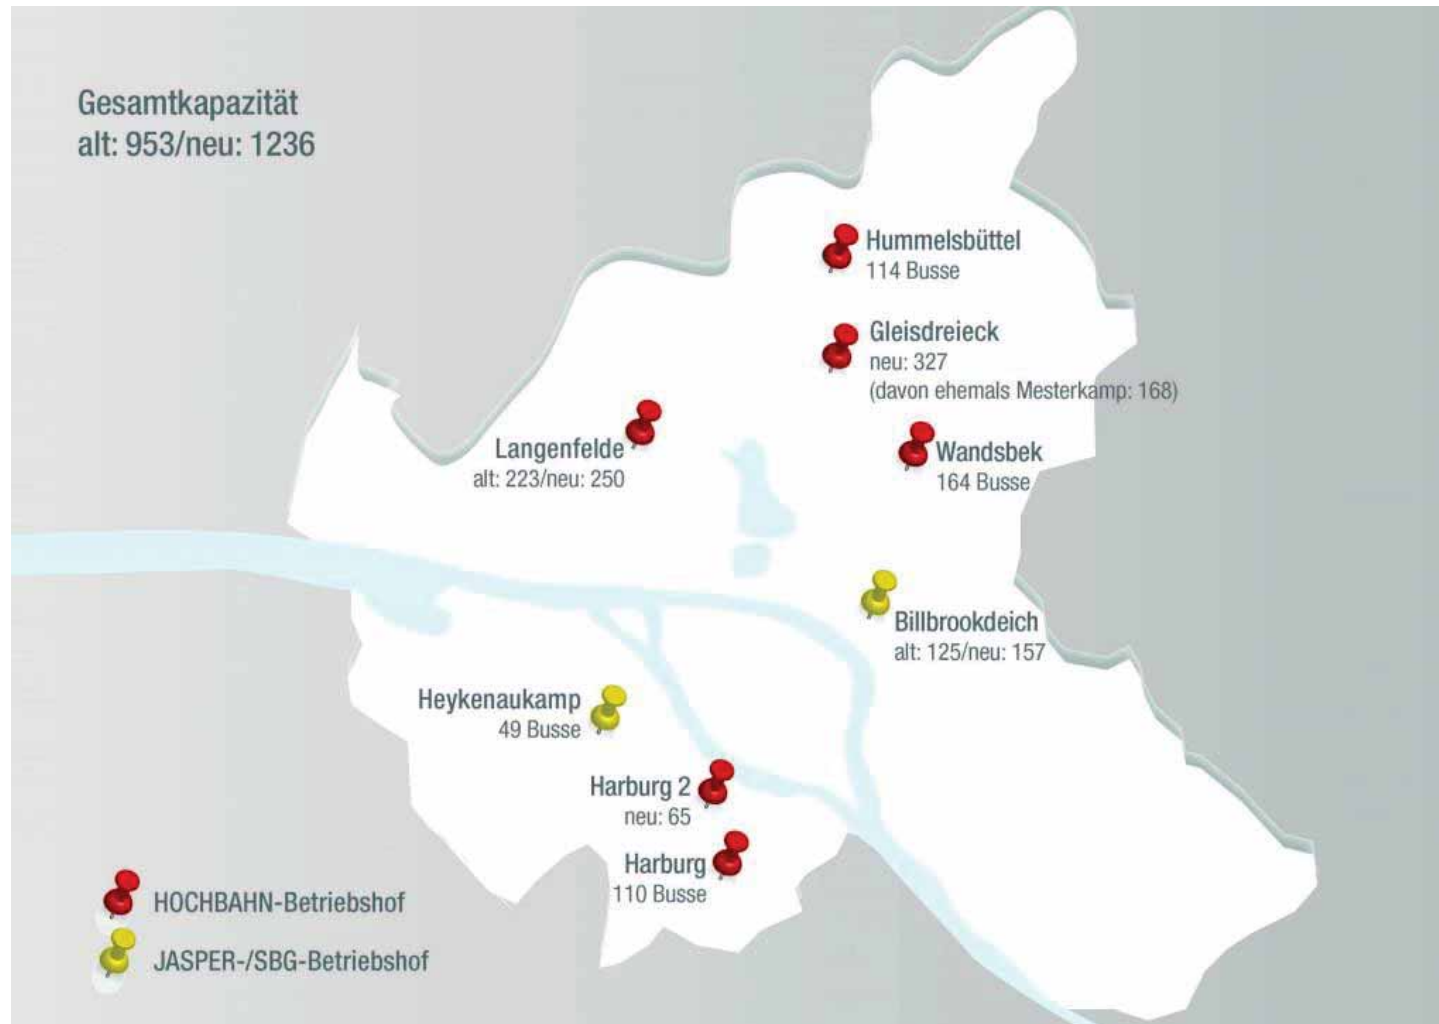 Gesamtkapazität
alt: 953/neu: 1236
Hummelsbüttel
114 Busse
Gleisdreieck
neu: 327
(davon ehemals Mesterkamp: 168)
Langenfelde
alt: 223/neu: 250
Wandsbek
164 Busse
Billbrookdeich
alt: 125/neu: 157
Heykenaukamp
49 Busse
Harburg 2
neu: 65
Harburg
110 Busse
HOCHBAHN-Betriebshof
JASPER-/SBG-Betriebshof